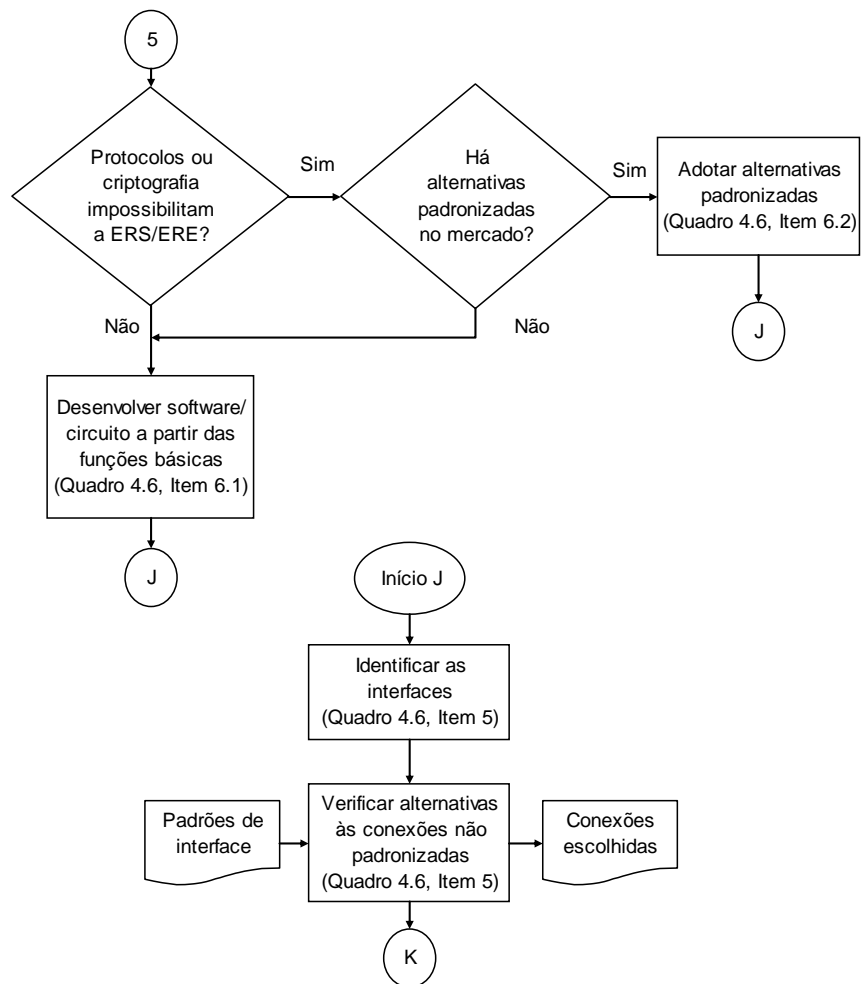 5
Protocolos ou
criptografia
impossibilitam
a ERS/ERE?
Sim
Há
alternativas
padronizadas
no mercado?
Sim
Adotar alternativas
padronizadas
(Quadro 4.6, Item 6.2)
J
Não
Não
Desenvolver software/
circuito a partir das
funções básicas
(Quadro 4.6, Item 6.1)
J
Início J
Identificar as
interfaces
(Quadro 4.6, Item 5)
Padrões de
interface
Verificar alternativas
às conexões não
padronizadas
(Quadro 4.6, Item 5)
Conexões
escolhidas
K